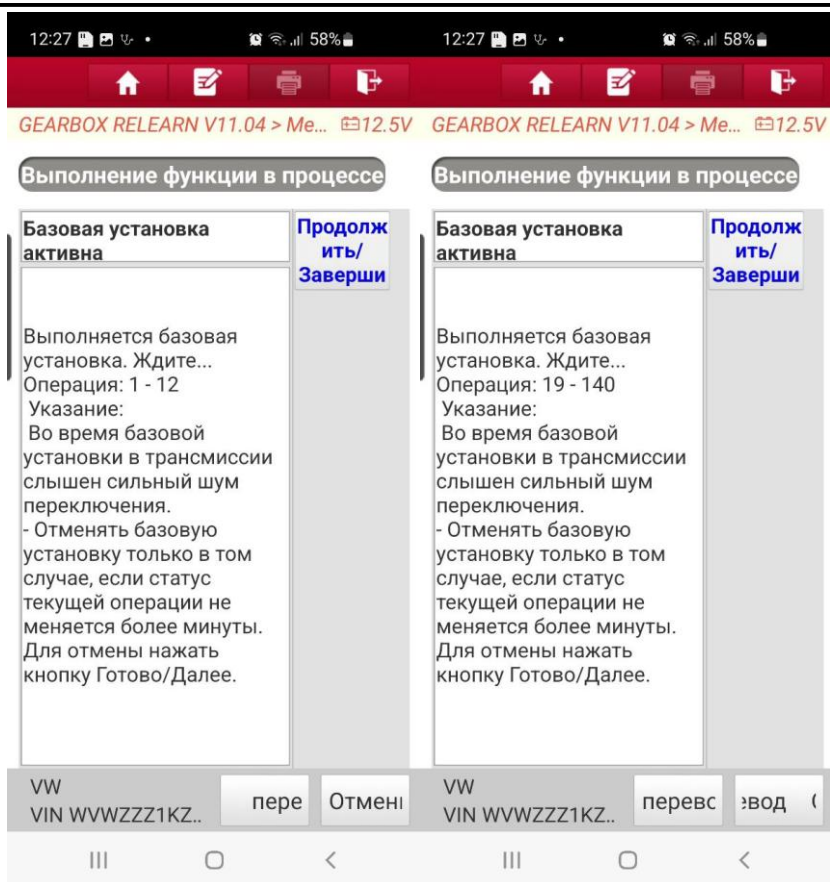 12:27
58%
GEARBOX RELEARN V11.04 > Me... 12.5V
Выполнение функции в процессе
Базовая установка
активна
Продолж
ить/
Заверши
Выполняется базовая
установка. Ждите...
Операция: 1 - 12
Указание:
Во время базовой
установки в трансмиссии
слышен сильный шум
переключения.
- Отменять базовую
установку только в том
случае, если статус
текущей операции не
меняется более минуты.
Для отмены нажать
кнопку Готово/Далее.
VW
VIN WVWZZZ1KZ..
пере
Отмен
12:27
58%
GEARBOX RELEARN V11.04 > Me... 12.5V
Выполнение функции в процессе
Базовая установка
активна
Продолж
ить/
Заверши
Выполняется базовая
установка. Ждите...
Операция: 19 - 140
Указание:
Во время базовой
установки в трансмиссии
слышен сильный шум
переключения.
- Отменять базовую
установку только в том
случае, если статус
текущей операции не
меняется более минуты.
Для отмены нажать
кнопку Готово/Далее.
VW
VIN WVWZZZ1KZ..
перевс
евод